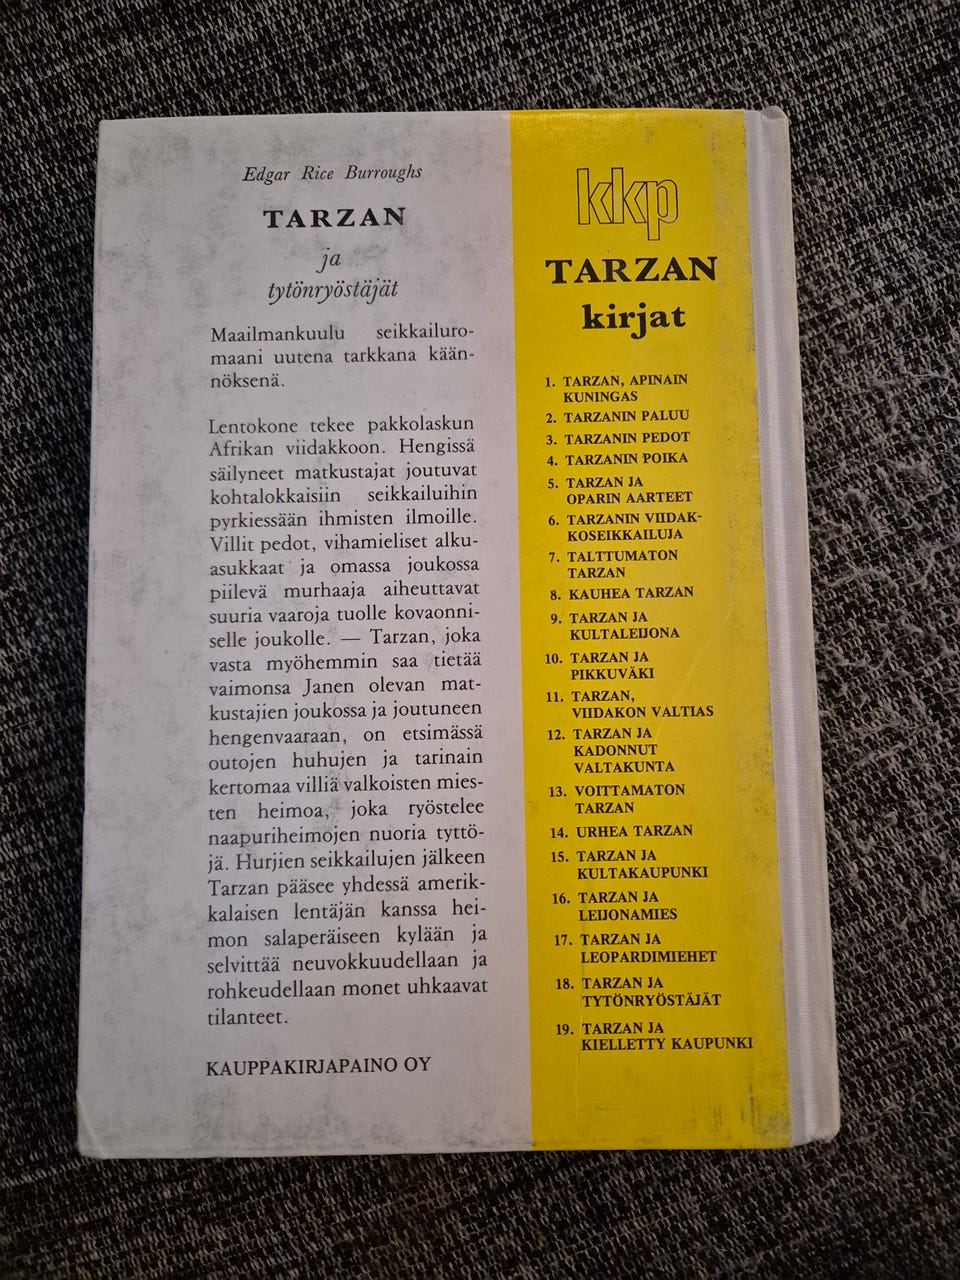 Edgar Rice Burroughs
TARZAN
ja
tytönryöstäjät
Maailmankuulu seikkailuro-
maani uutena tarkkana kään-
nöksenä.
Lentokone tekee pakkolaskun
Afrikan viidakkoon. Hengissä
säilyneet matkustajat joutuvat
kohtalokkaisiin seikkailuihin
pyrkiessään ihmisten ilmoille.
Villit pedot, vihamieliset alku-
asukkaat ja omassa joukossa
piilevä murhaaja aiheuttavat
suuria vaaroja tuolle kovaonni-
selle joukolle. — Tarzan, joka
vasta myöhemmin saa tietää
vaimonsa Janen olevan mat-
kustajien joukossa ja joutuneen
hengenvaaraan, on etsimässä
outojen huhujen ja tarinain
kertomaa villiä valkoisten mies-
ten heimoa, joka ryöstelee
naapuriheimojen nuoria tyttö-
jä. Hurjien seikkailujen jälkeen
Tarzan pääsee yhdessä amerik-
kalaisen lentäjän kanssa hei-
mon salaperäiseen kylään ja
selvittää neuvokkuudellaan ja
rohkeudellaan monet uhkaavat
tilanteet.
KAUPPAKIRJAPAINO OY
kkp
TARZAN
kirjat
1. TARZAN, APINAIN
KUNINGAS
2. TARZANIN PALUU
3. TARZANIN PEDOT
4. TARZANIN POIKA
5. TARZAN JA
OPARIN AARTEET
6. TARZANIN VIIDAK-
KOSEIKKAILUJA
7. TALTTUMATON
TARZAN
8. KAUHEA TARZAN
9. TARZAN JA
KULTALEIJONA
10. TARZAN JA
PIKKUVÄKI
11. TARZAN,
VIIDAKON VALTIAS
12. TARZAN JA
KADONNUT
VALTAKUNTA
13. VOITTAMATON
TARZAN
14. URHEA TARZAN
15. TARZAN JA
KULTAKAUPUNKI
16. TARZAN JA
LEIJONAMIES
17. TARZAN JA
LEOPARDIMIEHET
18. TARZAN JA
TYTÖNRYÖSTÄJÄT
19. TARZAN JA
KIELLETTY KAUPUNKI